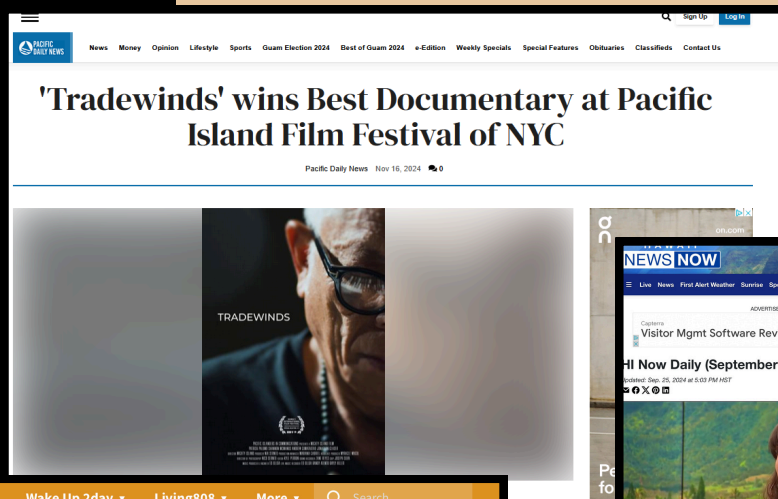 Sign Up
Log In
PACIFIC
DAILY NEWS
News Money Opinion Lifestyle Sports Guam Election 2024 Best of Guam 2024 e-Edition Weekly Specials Special Features Obituaries Classifieds Contact Us
'Tradewinds' wins Best Documentary at Pacific
Island Film Festival of NYC
Pacific Daily News Nov 16, 2024 0
TRADEWINDS
on.com
HAWAII
NEWS NOW
Live News First Alert Weather Sunrise
Capterra
Visitor Mgmt Software
HI Now Daily (September
Updated: Sep. 25, 2024 at 5:03 PM HST
fo
Wake Up 2day Living808 More Search